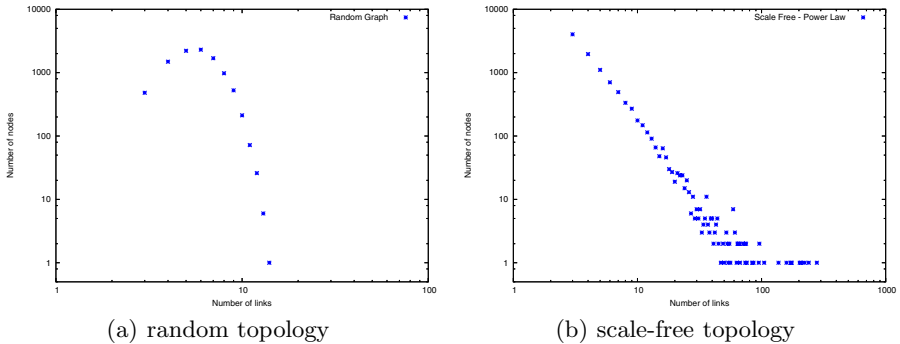 Random Graph
10000
1000
100
10
1
Number of nodes
1
10
100
Number of links
(a) random topology
Scale Free - Power Law
10000
1000
100
10
1
Number of nodes
1
10
100
1000
Number of links
(b) scale-free topology